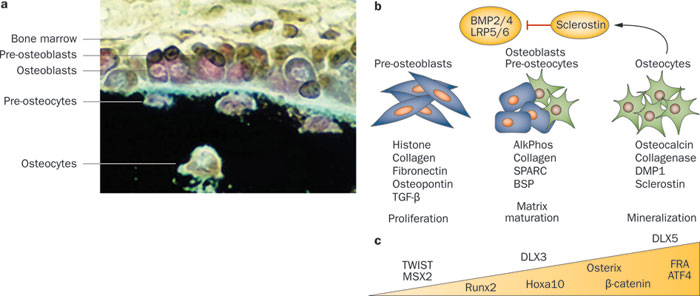 a
Bone marrow
Pre-osteoblasts
Osteoblasts
Pre-osteocytes
Osteocytes
b
BMP2/4
LRP5/6
Sclerostin
Pre-osteoblasts
Osteoblasts
Pre-osteocytes
Osteocytes
Histone
Collagen
Fibronectin
Osteopontin
TGF-β
Proliferation
AlkPhos
Collagen
SPARC
BSP
Matrix
maturation
Osteocalcin
Collagenase
DMP1
Sclerostin
Mineralization
c
TWIST
MSX2
Runx2
DLX3
Hoxa10
Osterix
β-catenin
DLX5
FRA
ATF4